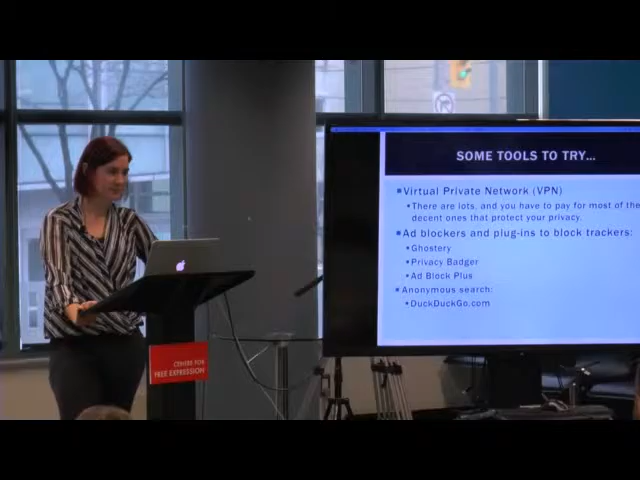 SOME TOOLS TO TRY...
▪Virtual Private Network (VPN)
▪There are lots, and you have to pay for most of the
decent ones that protect your privacy.
▪Ad blockers and plug-ins to block trackers:
▪Ghostery
▪Privacy Badger
▪Ad Block Plus
▪Anonymous search:
▪DuckDuckGo.com
CENTRE FOR
FREE EXPRESSION